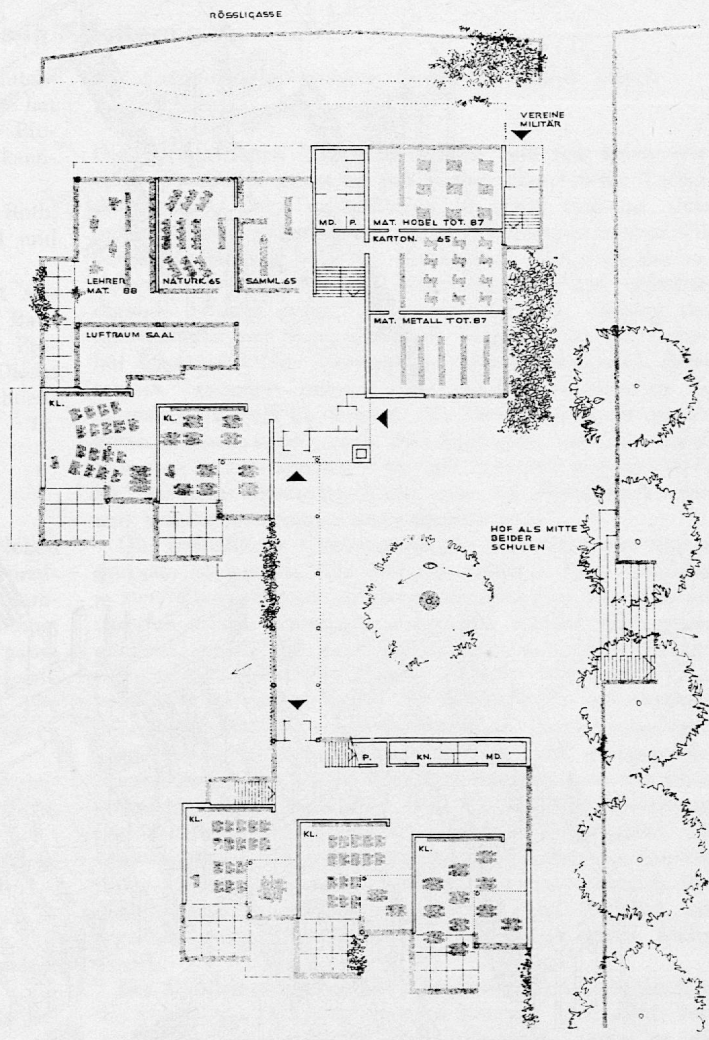 RÖSSLIGASSE
VEREINE
MILITÄR
MD. P. MAT. HOBEL TOT. 87
KARTON. 65
LEHRER
MAT. 88
NATURK. 65
SAMML. 65
MAT. METALL TOT. 87
LUFTRAUM SAAL
KL.
KL.
HOF ALS MITTE
BEIDER
SCHULEN
P. KN. MD.
KL.
KL.
KL.